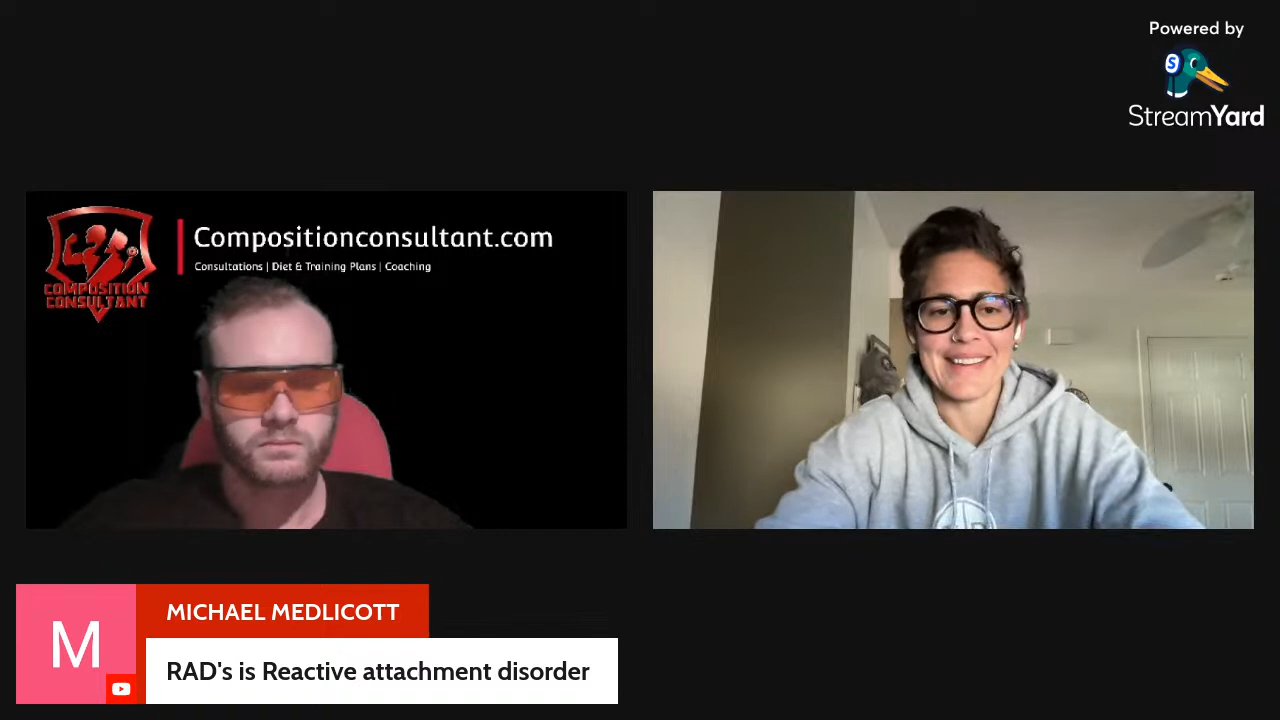 Powered by
S
StreamYard
Compositionconsultant.com
Consultations | Diet & Training Plans | Coaching
COMPOSITION
CONSULTANT
M
MICHAEL MEDLICOTT
RAD's is Reactive attachment disorder